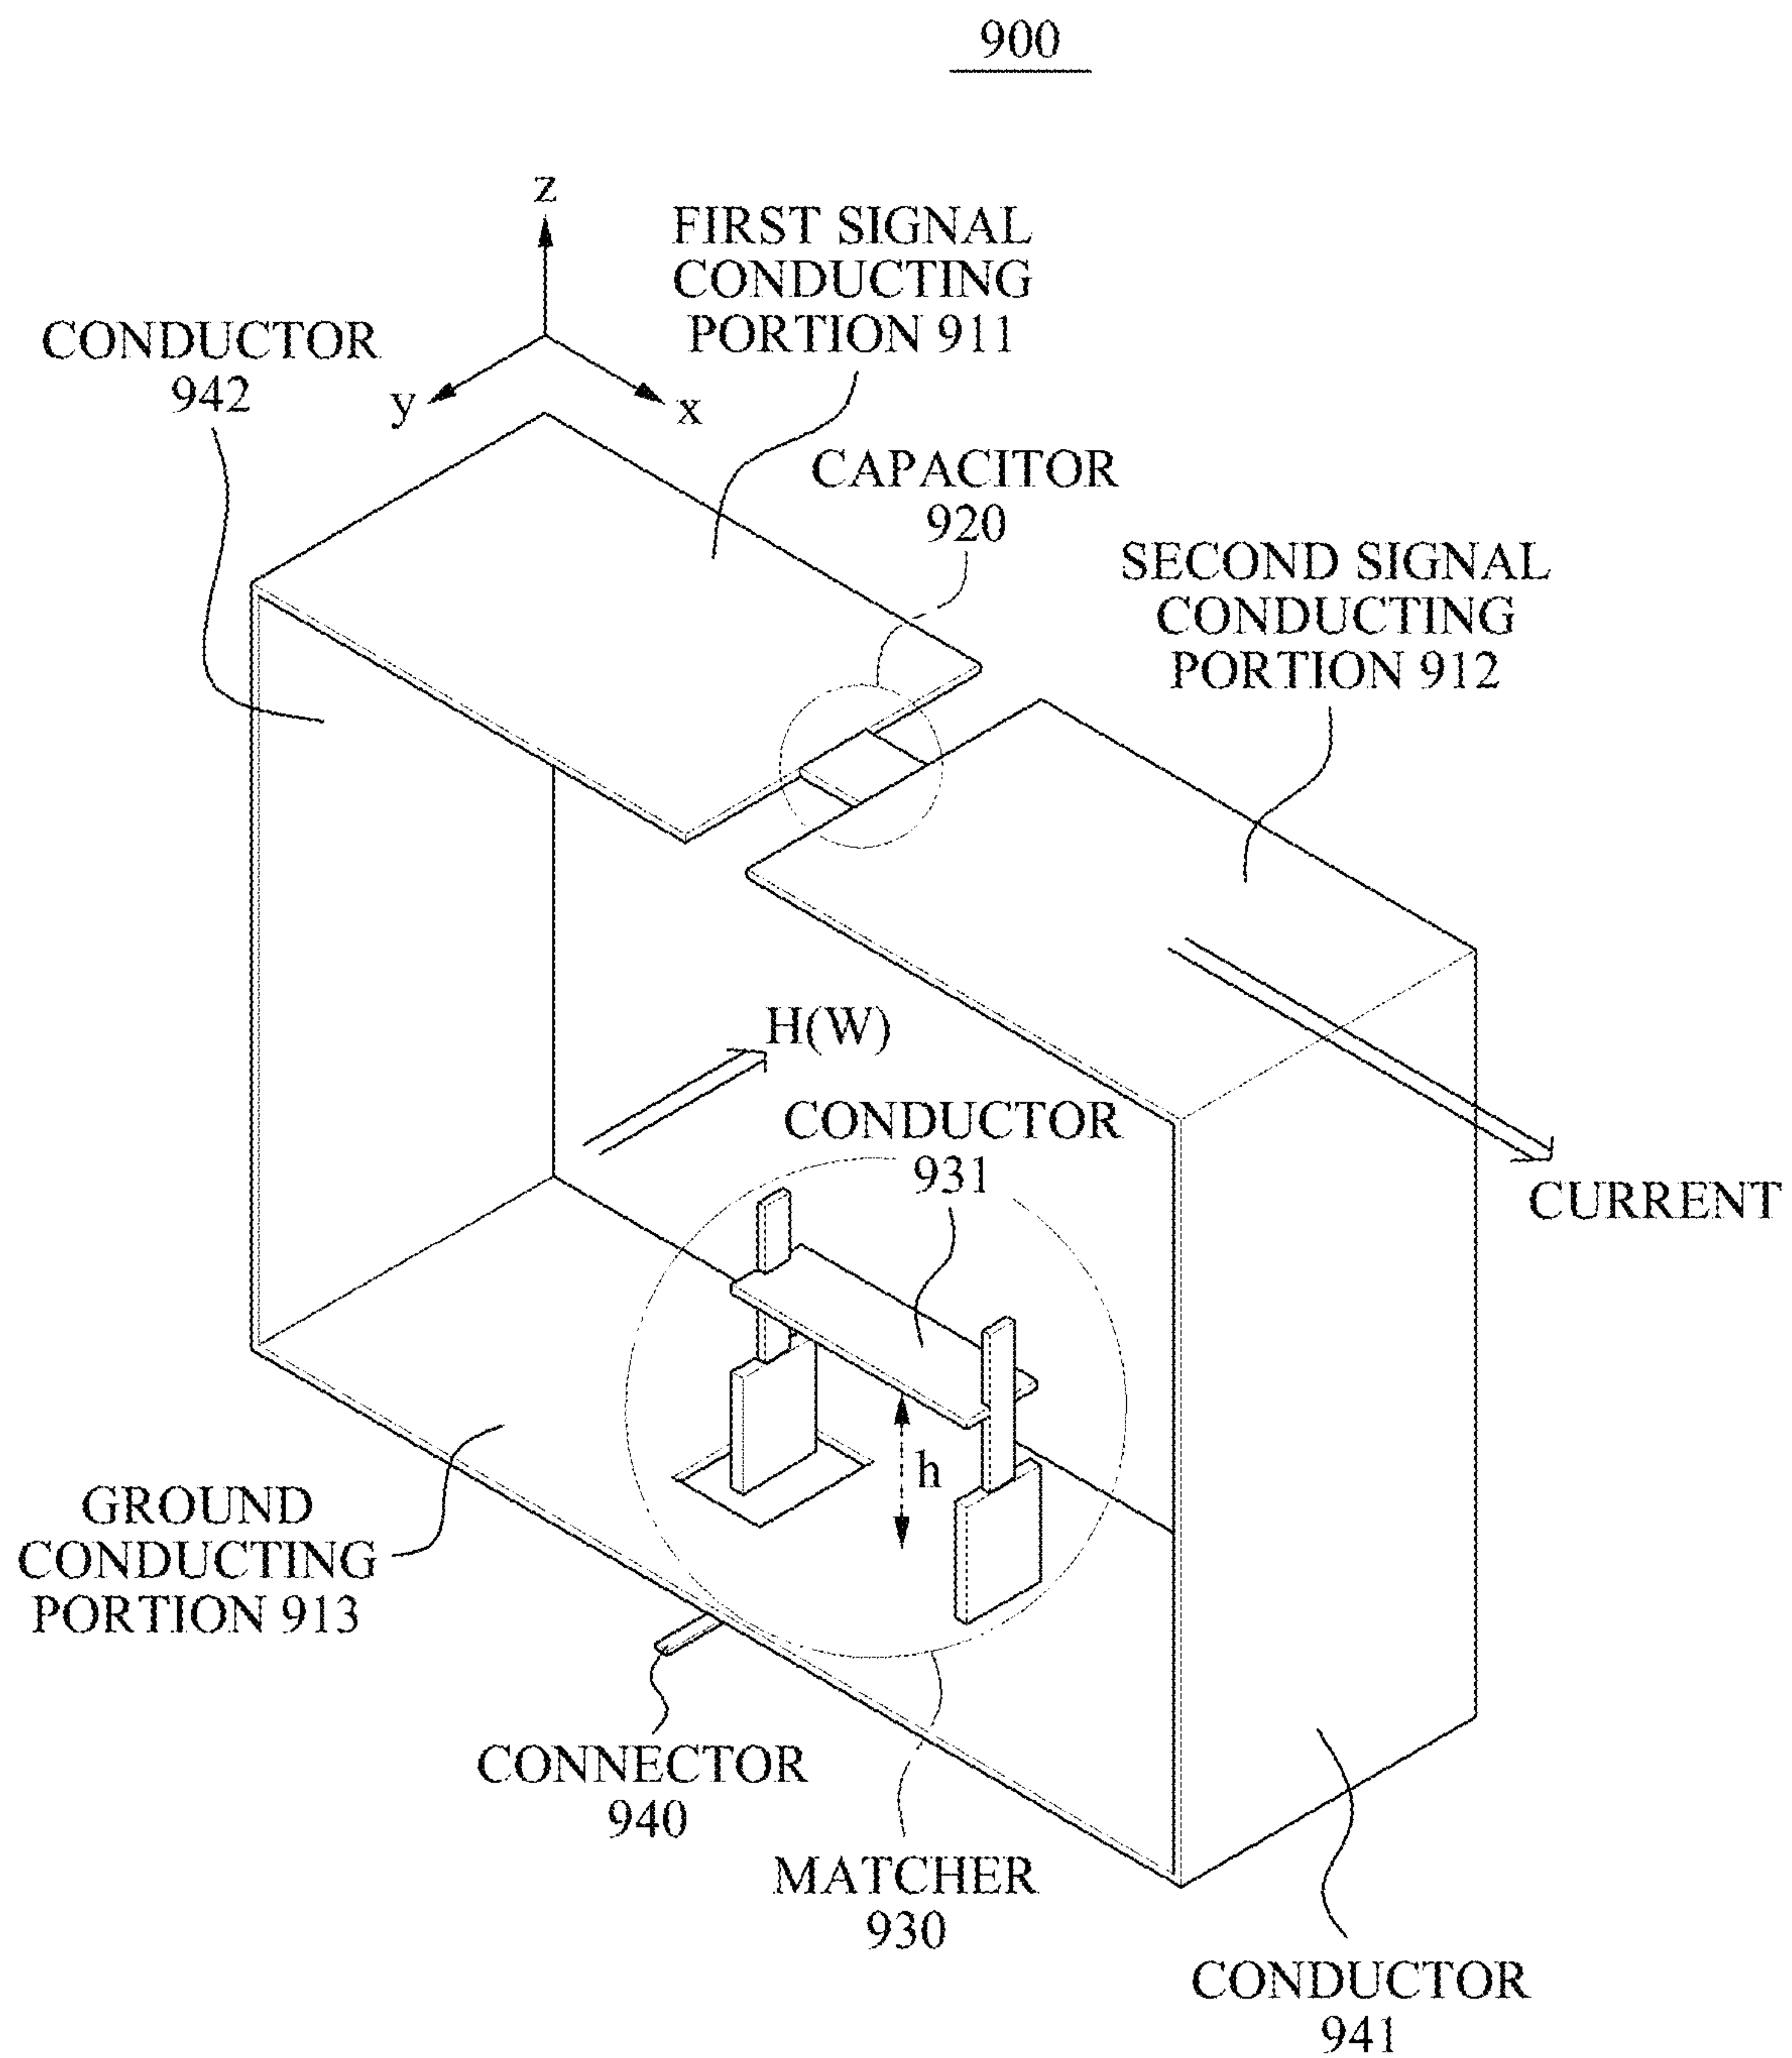 900
z
y
x
FIRST SIGNAL
CONDUCTING
PORTION 911
CONDUCTOR
942
CAPACITOR
920
SECOND SIGNAL
CONDUCTING
PORTION 912
H(W)
CONDUCTOR
931
CURRENT
h
GROUND
CONDUCTING
PORTION 913
CONNECTOR
940
MATCHER
930
CONDUCTOR
941